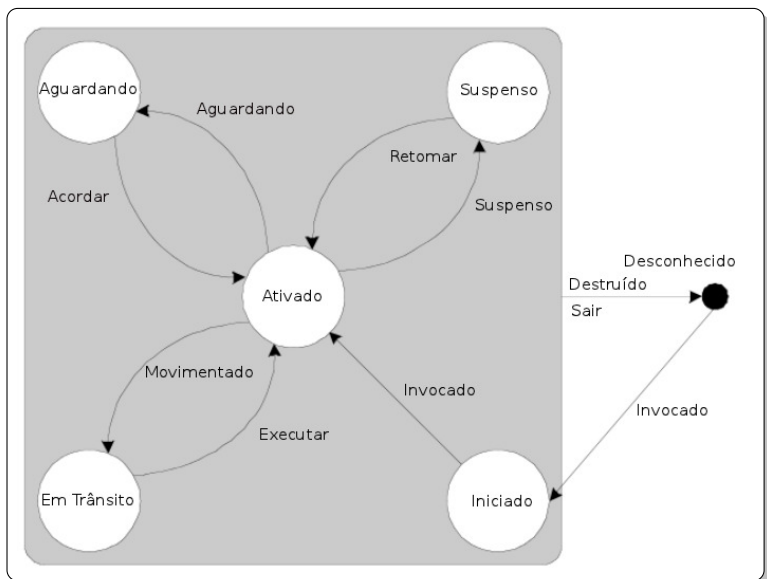 Aguardando
Suspenso
Aguardando
Retomar
Acordar
Suspenso
Desconhecido
Destruído
Ativado
Sair
Movimentado
Invocado
Invocado
Executar
Em Trânsito
Iniciado